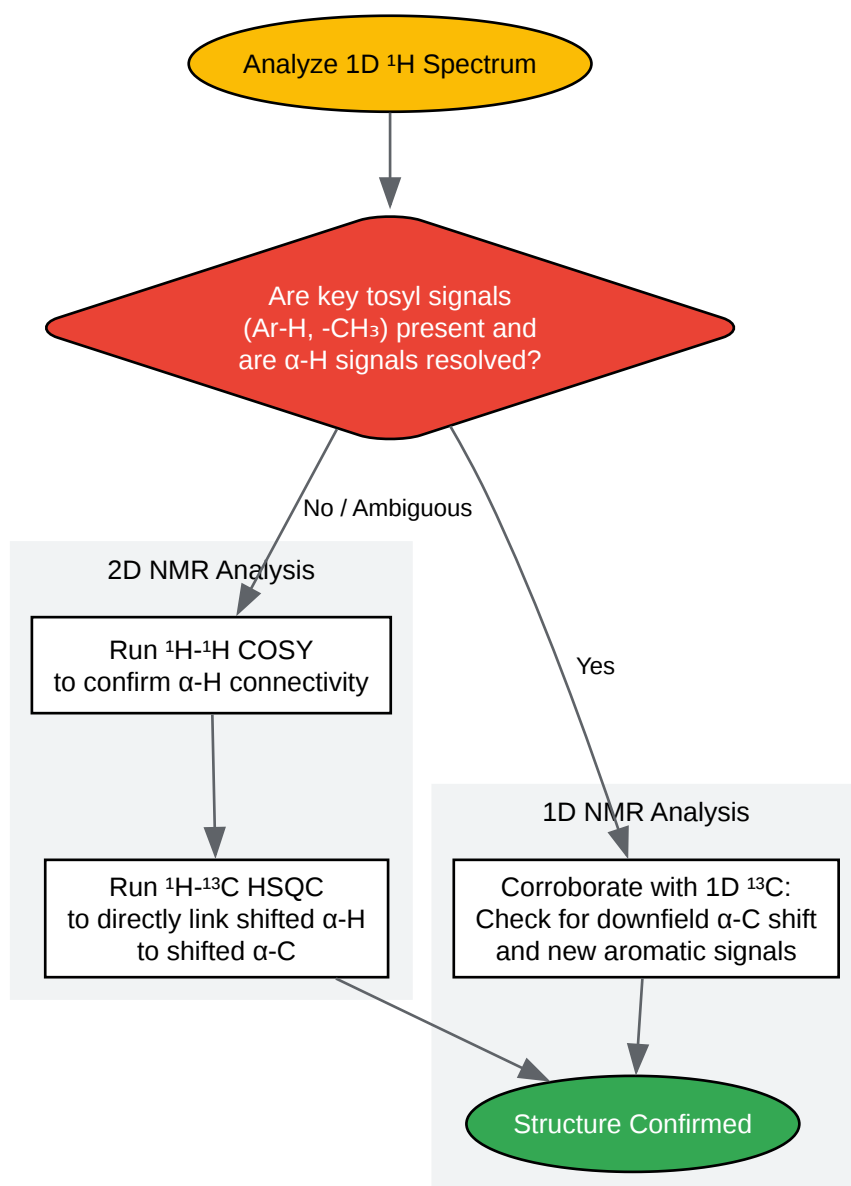 Analyze 1D ¹H Spectrum
Are key tosyl signals
(Ar-H, -CH₃) present and
are α-H signals resolved?
No / Ambiguous
2D NMR Analysis
Run ¹H-¹H COSY
to confirm α-H connectivity
Yes
1D NMR Analysis
Run ¹H-¹³C HSQC
to directly link shifted α-H
to shifted α-C
Corroborate with 1D ¹³C:
Check for downfield α-C shift
and new aromatic signals
Structure Confirmed